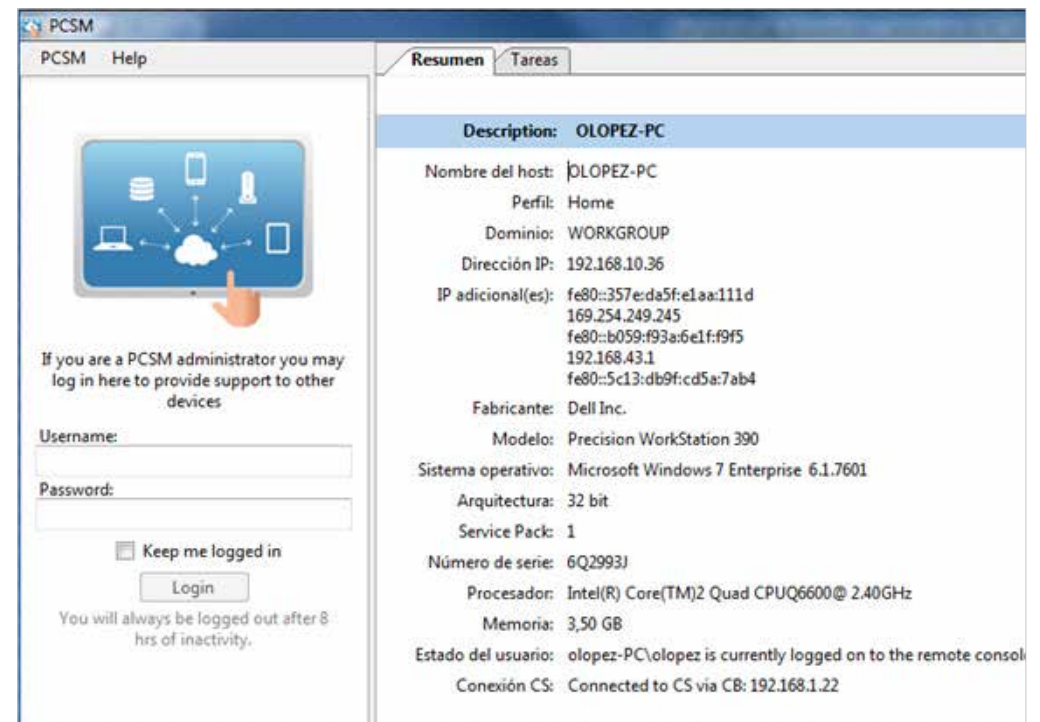 PCSM
PCSM Help
If you are a PCSM administrator you may
log in here to provide support to other
devices
Username:
Password:
Keep me logged in
Login
You will always be logged out after 8
hrs of inactivity.
Resumen Tareas
Description: OLOPEZ-PC
Nombre del host: OLOPEZ-PC
Perfil: Home
Dominio: WORKGROUP
Dirección IP: 192.168.10.36
IP adicional(es): fe80::357e:da5f:e1aa:111d
169.254.249.245
fe80::b059:f93a:6e1f:f9f5
192.168.43.1
fe80::5c13:db9f:cd5a:7ab4
Fabricante: Dell Inc.
Modelo: Precision WorkStation 390
Sistema operativo: Microsoft Windows 7 Enterprise 6.1.7601
Arquitectura: 32 bit
Service Pack: 1
Número de serie: 6Q2993J
Procesador: Intel(R) Core(TM)2 Quad CPUQ6600@ 2.40GHz
Memoria: 3,50 GB
Estado del usuario: olopez-PC\olopez is currently logged on to the remote consol
Conexión CS: Connected to CS via CB: 192.168.1.22